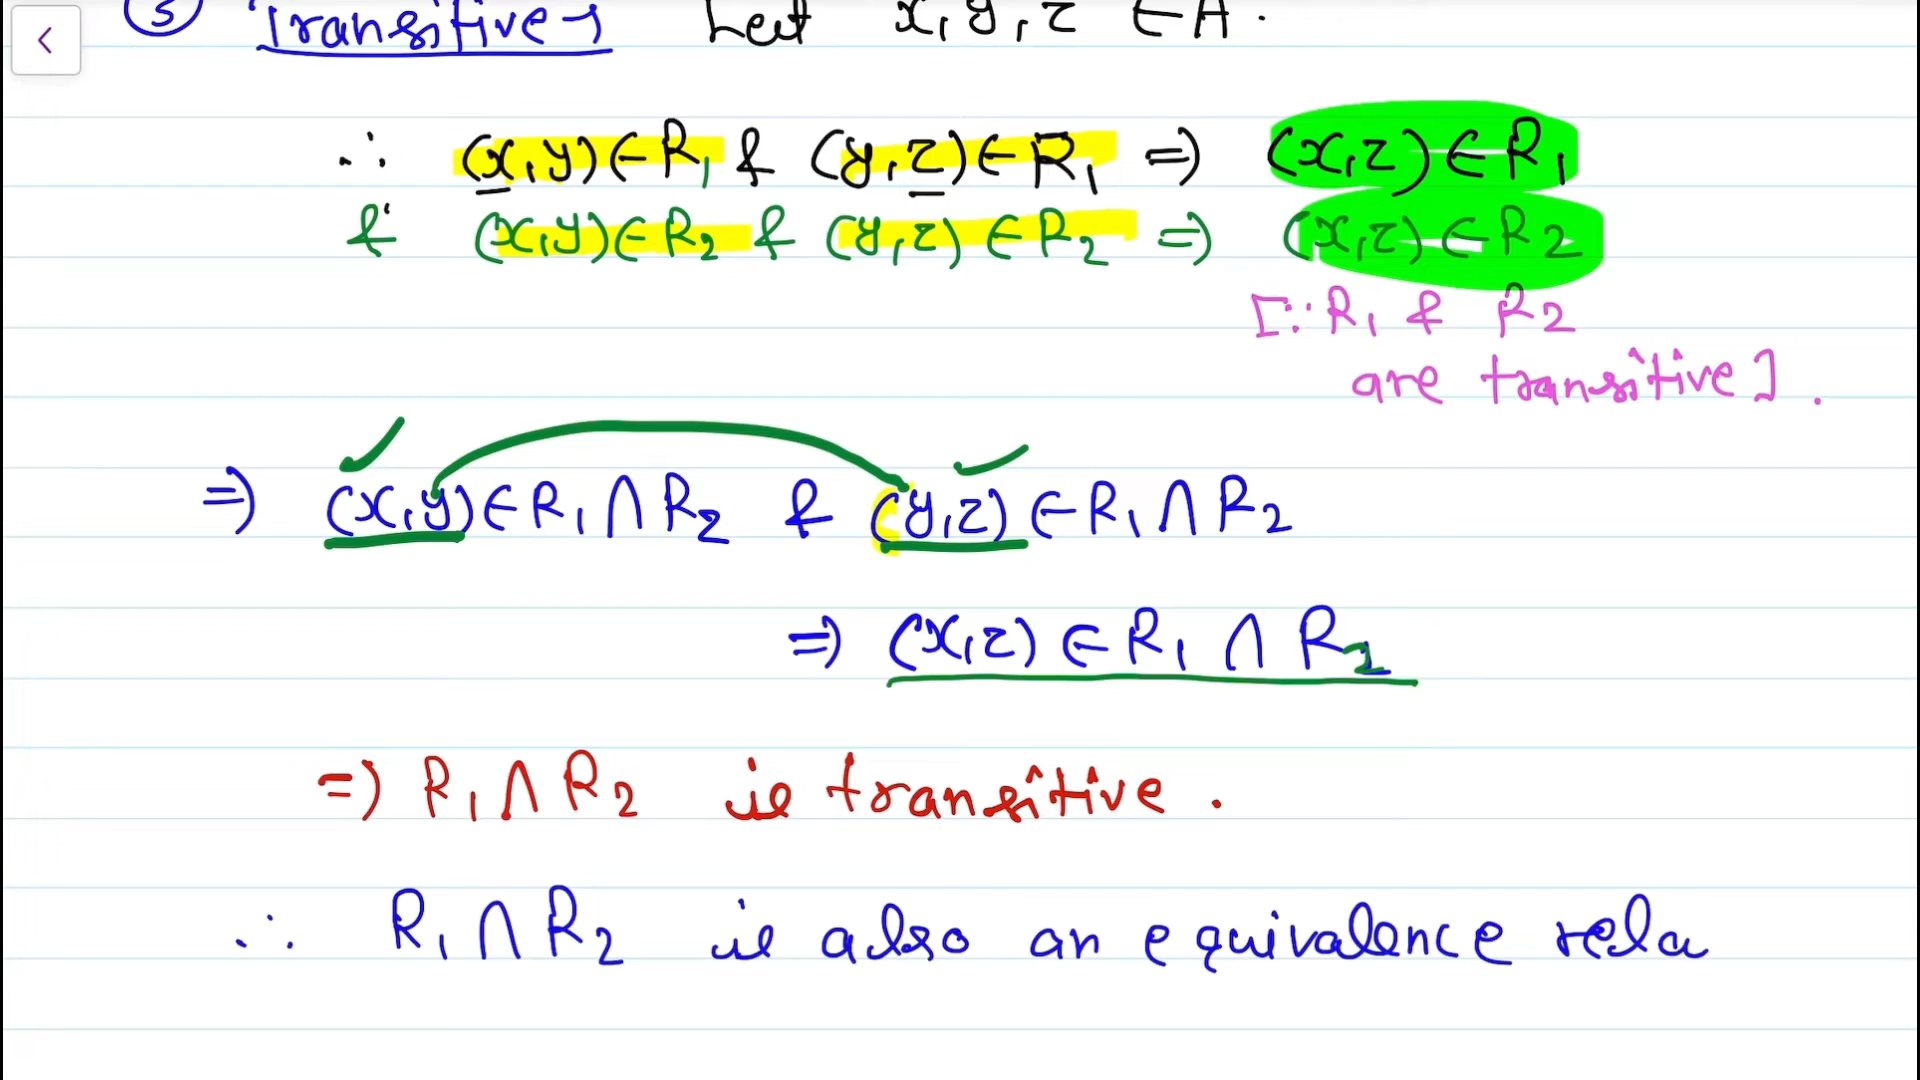 ③ Transitive→ Let x, y, z ∈ A.
∴ (x,y)∈R₁ & (y,z)∈R₁ ⇒ (x,z)∈R₁
& (x,y)∈R₂ & (y,z)∈R₂ ⇒ (x,z)∈R₂
[∵ R₁ & R₂
are transitive].
⇒ (x,y)∈R₁∩R₂ & (y,z)∈R₁∩R₂
⇒ (x,z)∈R₁∩R₂
⇒ R₁∩R₂ is transitive.
∴ R₁∩R₂ is also an equivalence rela